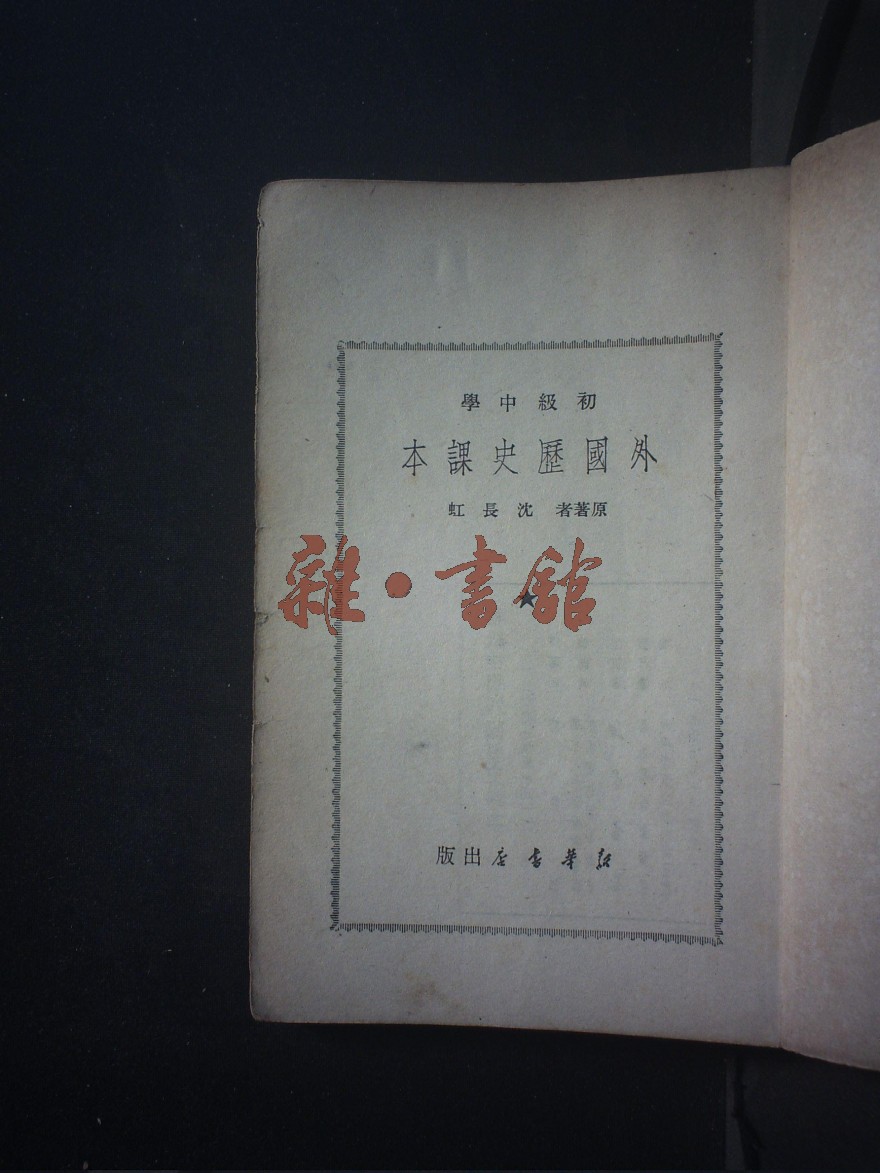 初級中學
外國歷史課本
原著者 沈長虹
雜·書館
新華書店出版